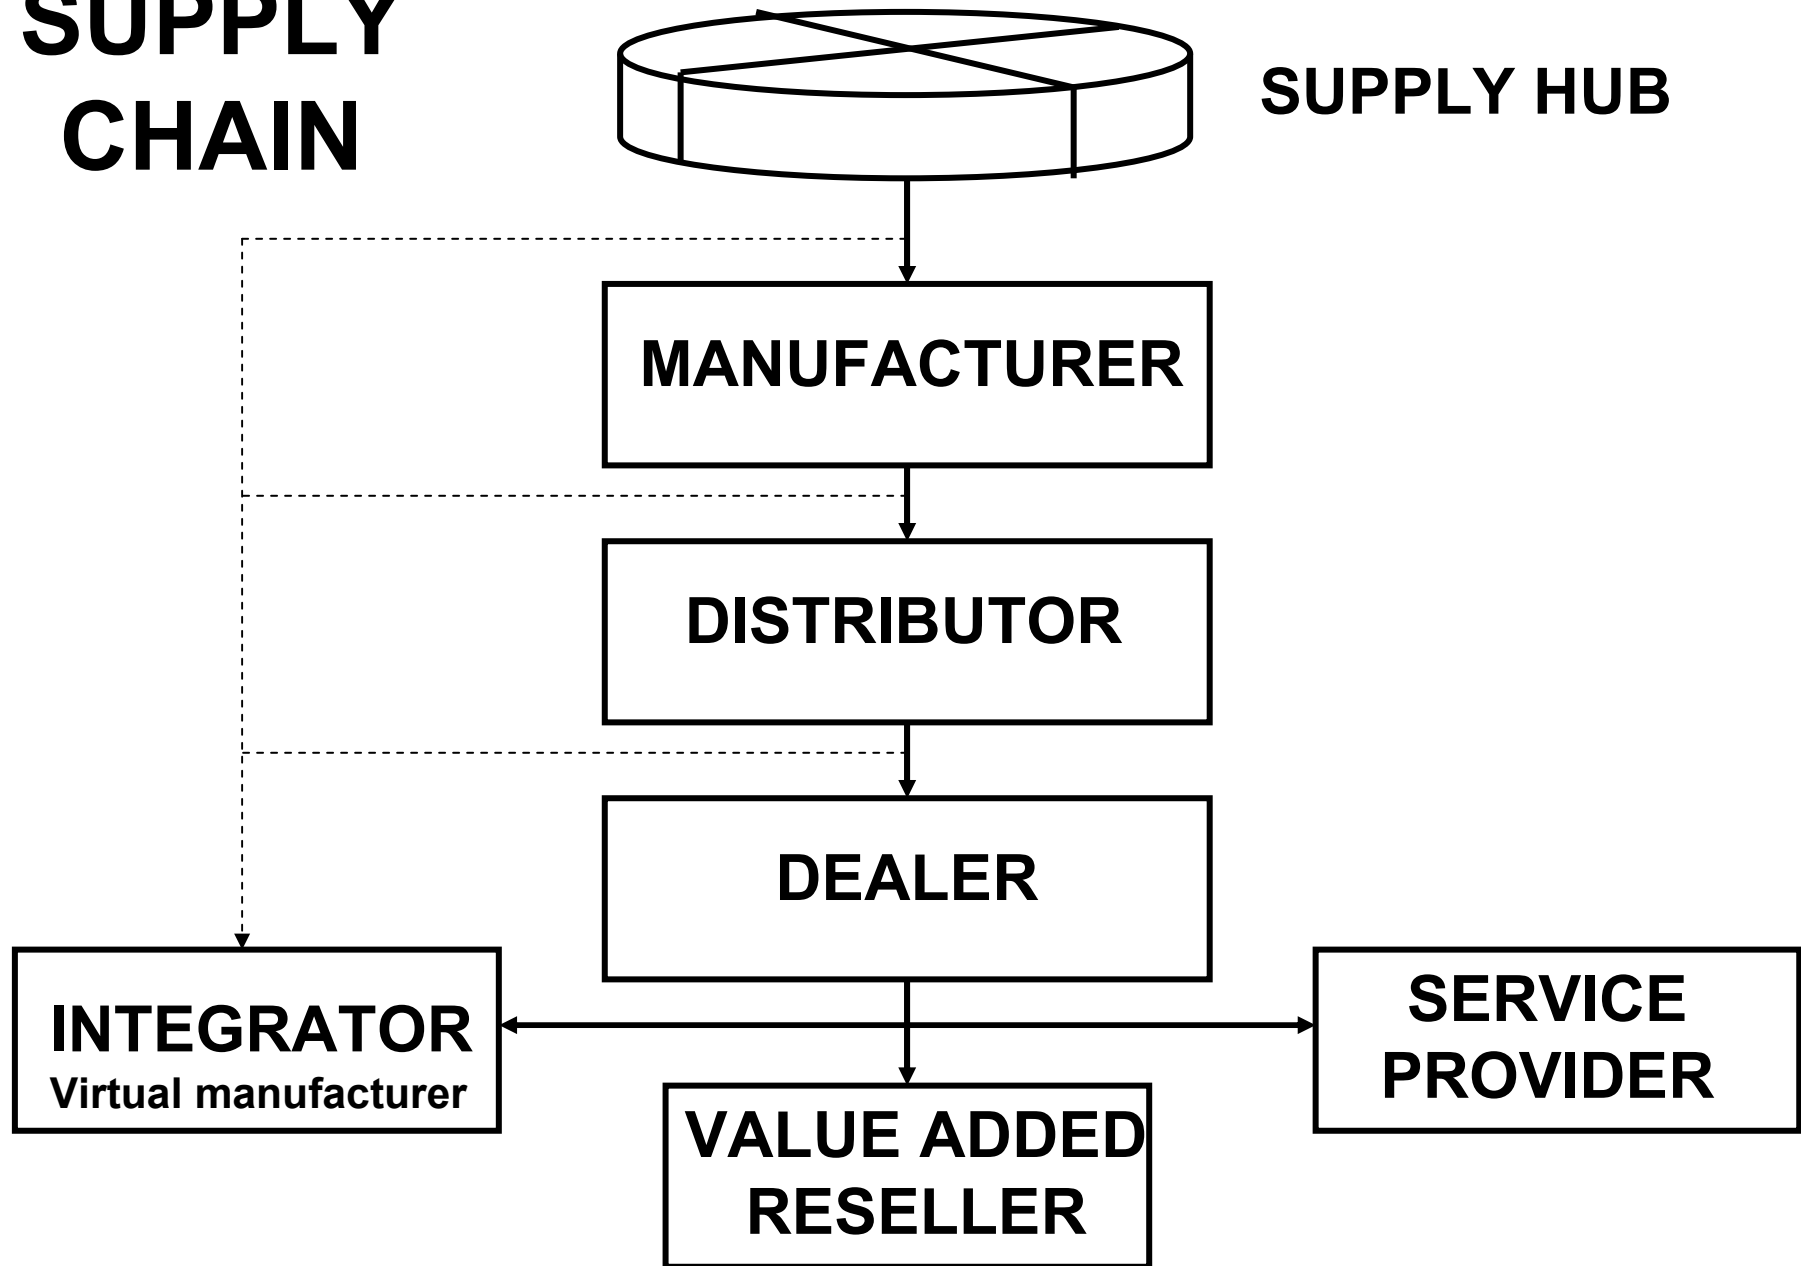 SUPPLY
CHAIN
SUPPLY HUB
MANUFACTURER
DISTRIBUTOR
DEALER
INTEGRATOR
Virtual manufacturer
SERVICE
PROVIDER
VALUE ADDED
RESELLER